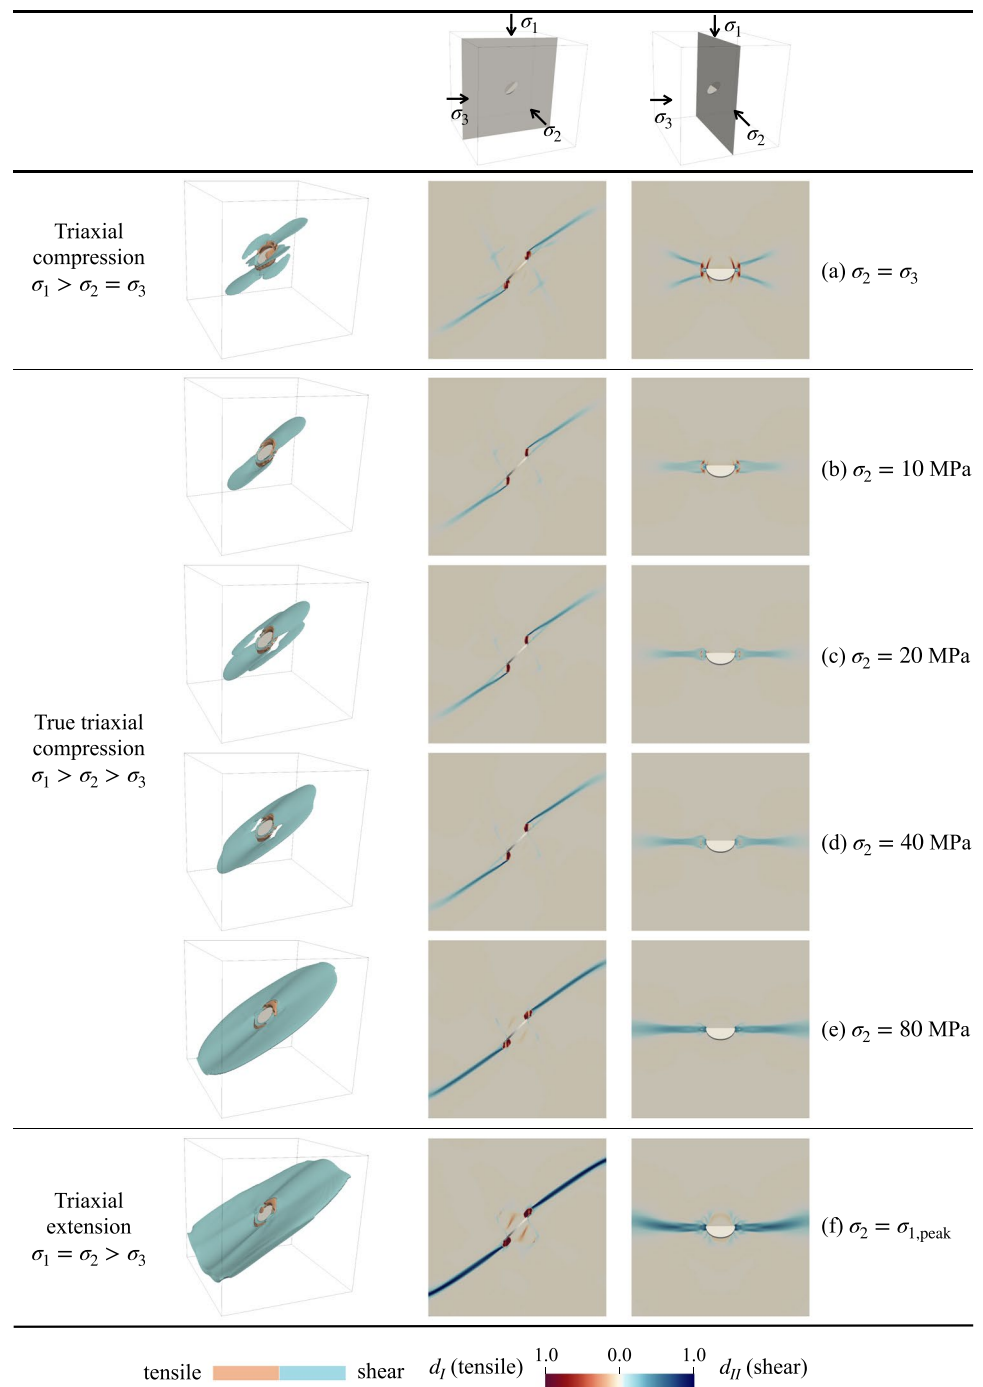 σ1
σ3
σ2
σ1
σ3
σ2
Triaxial
compression
σ1 > σ2 = σ3
(a) σ2 = σ3
(b) σ2 = 10 MPa
(c) σ2 = 20 MPa
True triaxial
compression
σ1 > σ2 > σ3
(d) σ2 = 40 MPa
(e) σ2 = 80 MPa
Triaxial
extension
σ1 = σ2 > σ3
(f) σ2 = σ1,peak
tensile shear
dI (tensile) 1.0 0.0 1.0 dII (shear)